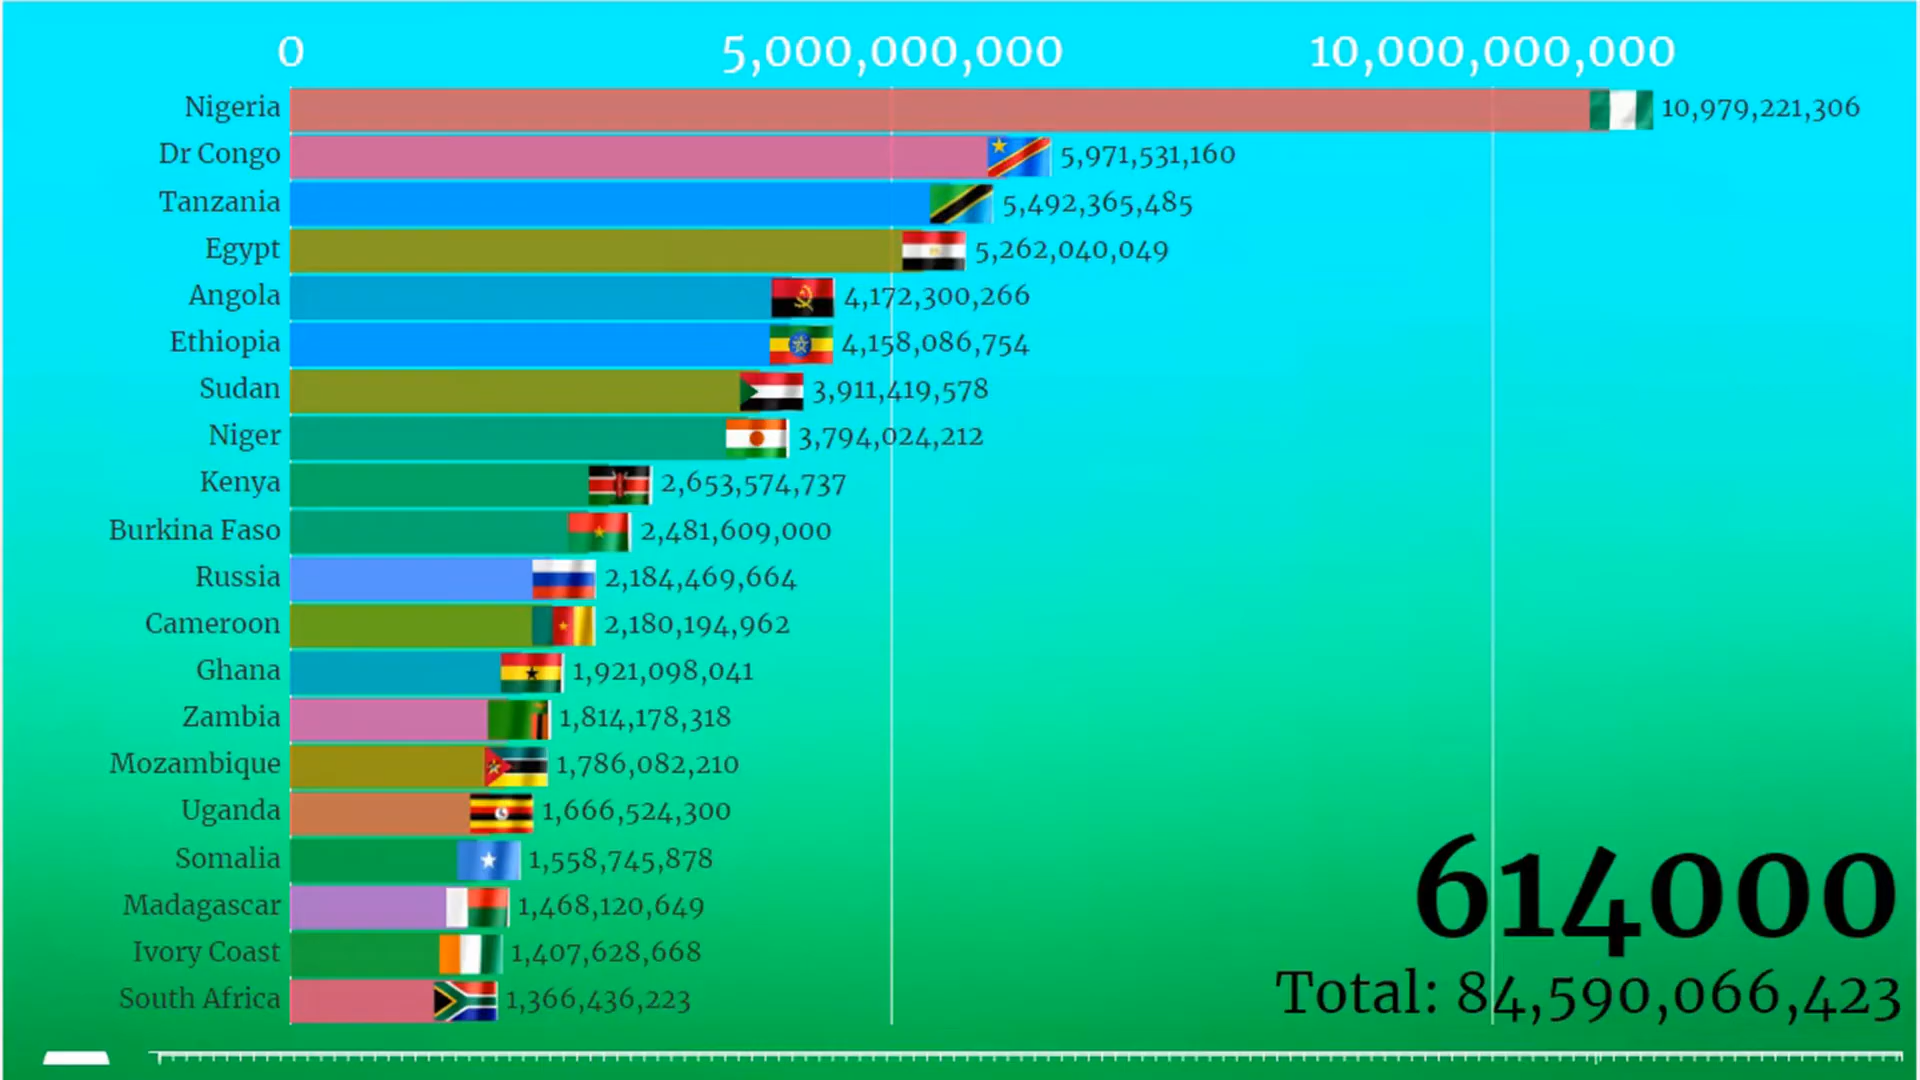 0 5,000,000,000 10,000,000,000
Nigeria 10,979,221,306
Dr Congo 5,971,531,160
Tanzania 5,492,365,485
Egypt 5,262,040,049
Angola 4,172,300,266
Ethiopia 4,158,086,754
Sudan 3,911,419,578
Niger 3,794,024,212
Kenya 2,653,574,737
Burkina Faso 2,481,609,000
Russia 2,184,469,664
Cameroon 2,180,194,962
Ghana 1,921,098,041
Zambia 1,814,178,318
Mozambique 1,786,082,210
Uganda 1,666,524,300
Somalia 1,558,745,878
Madagascar 1,468,120,649
Ivory Coast 1,407,628,668
South Africa 1,366,436,223
614000
Total: 84,590,066,423